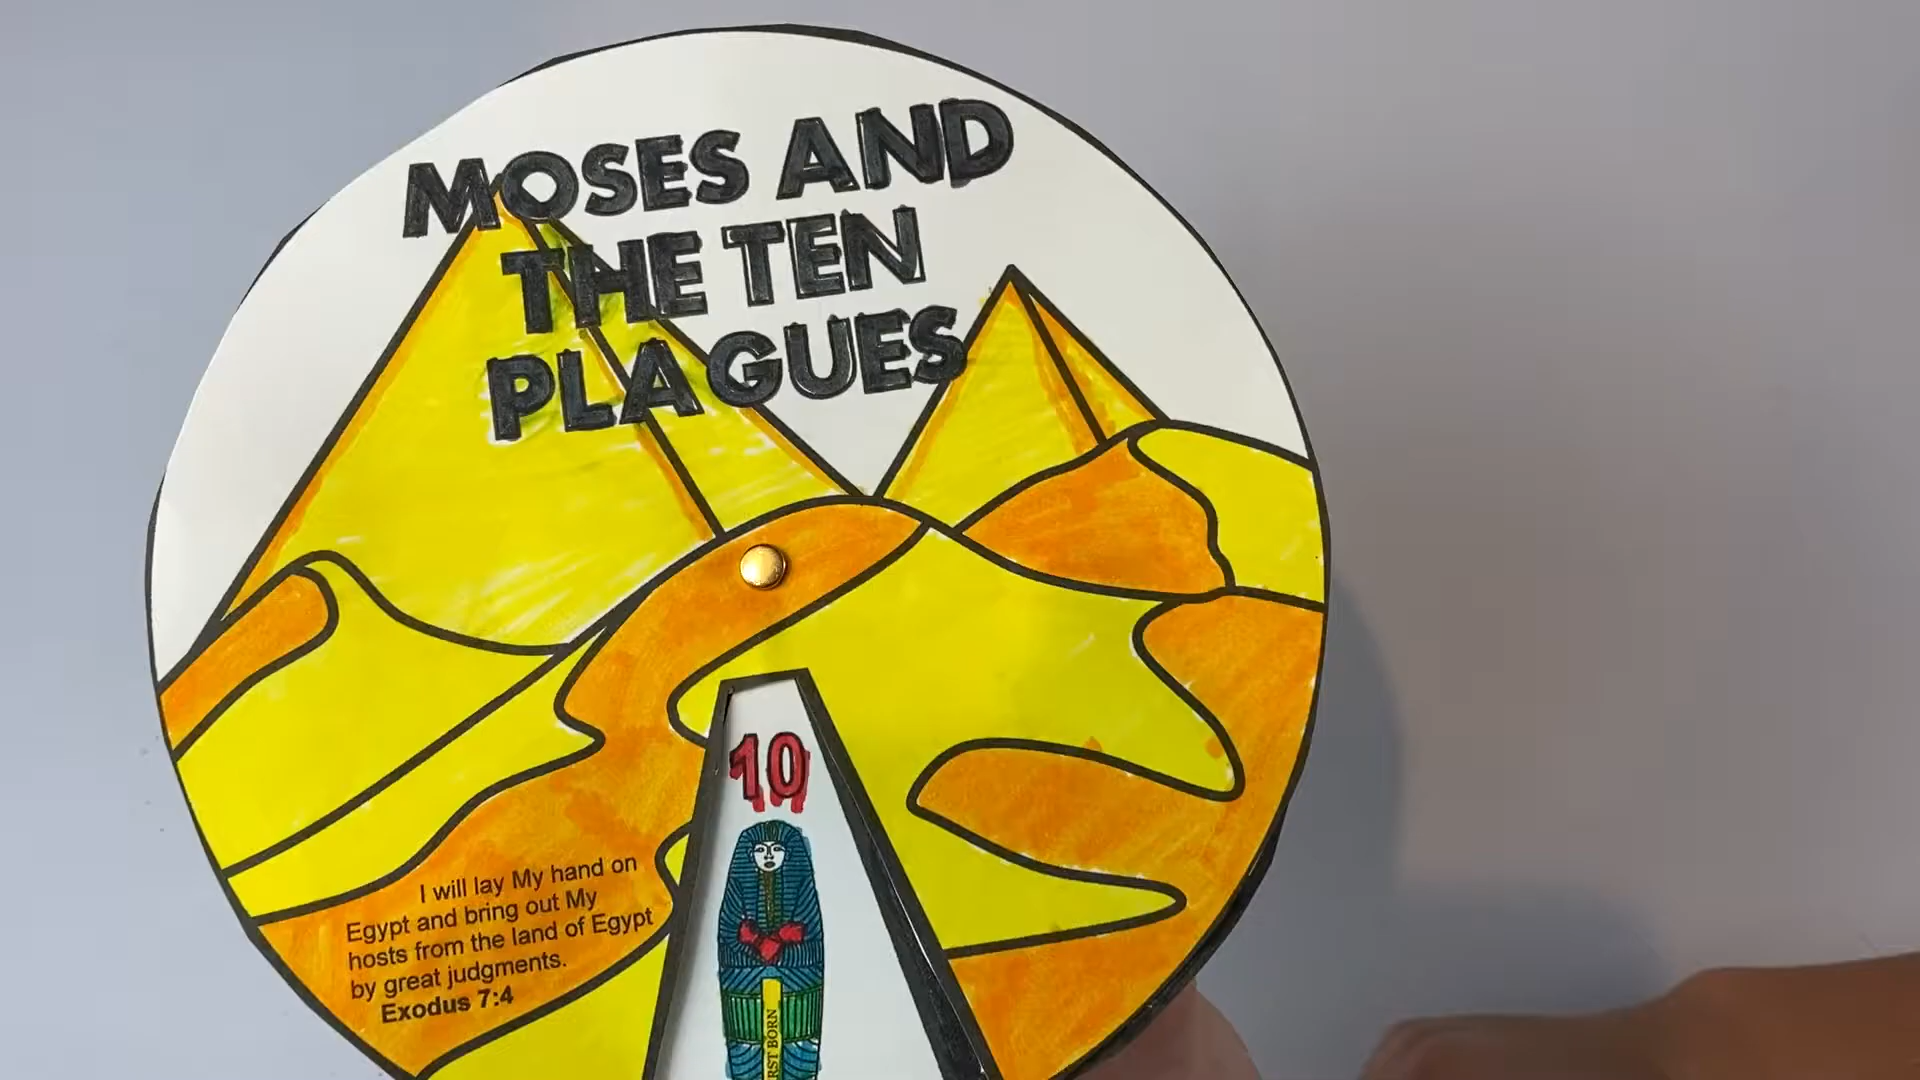 MOSES AND
THE TEN
PLAGUES
10
I will lay My hand on
Egypt and bring out My
hosts from the land of Egypt
by great judgments.
Exodus 7:4
BORN